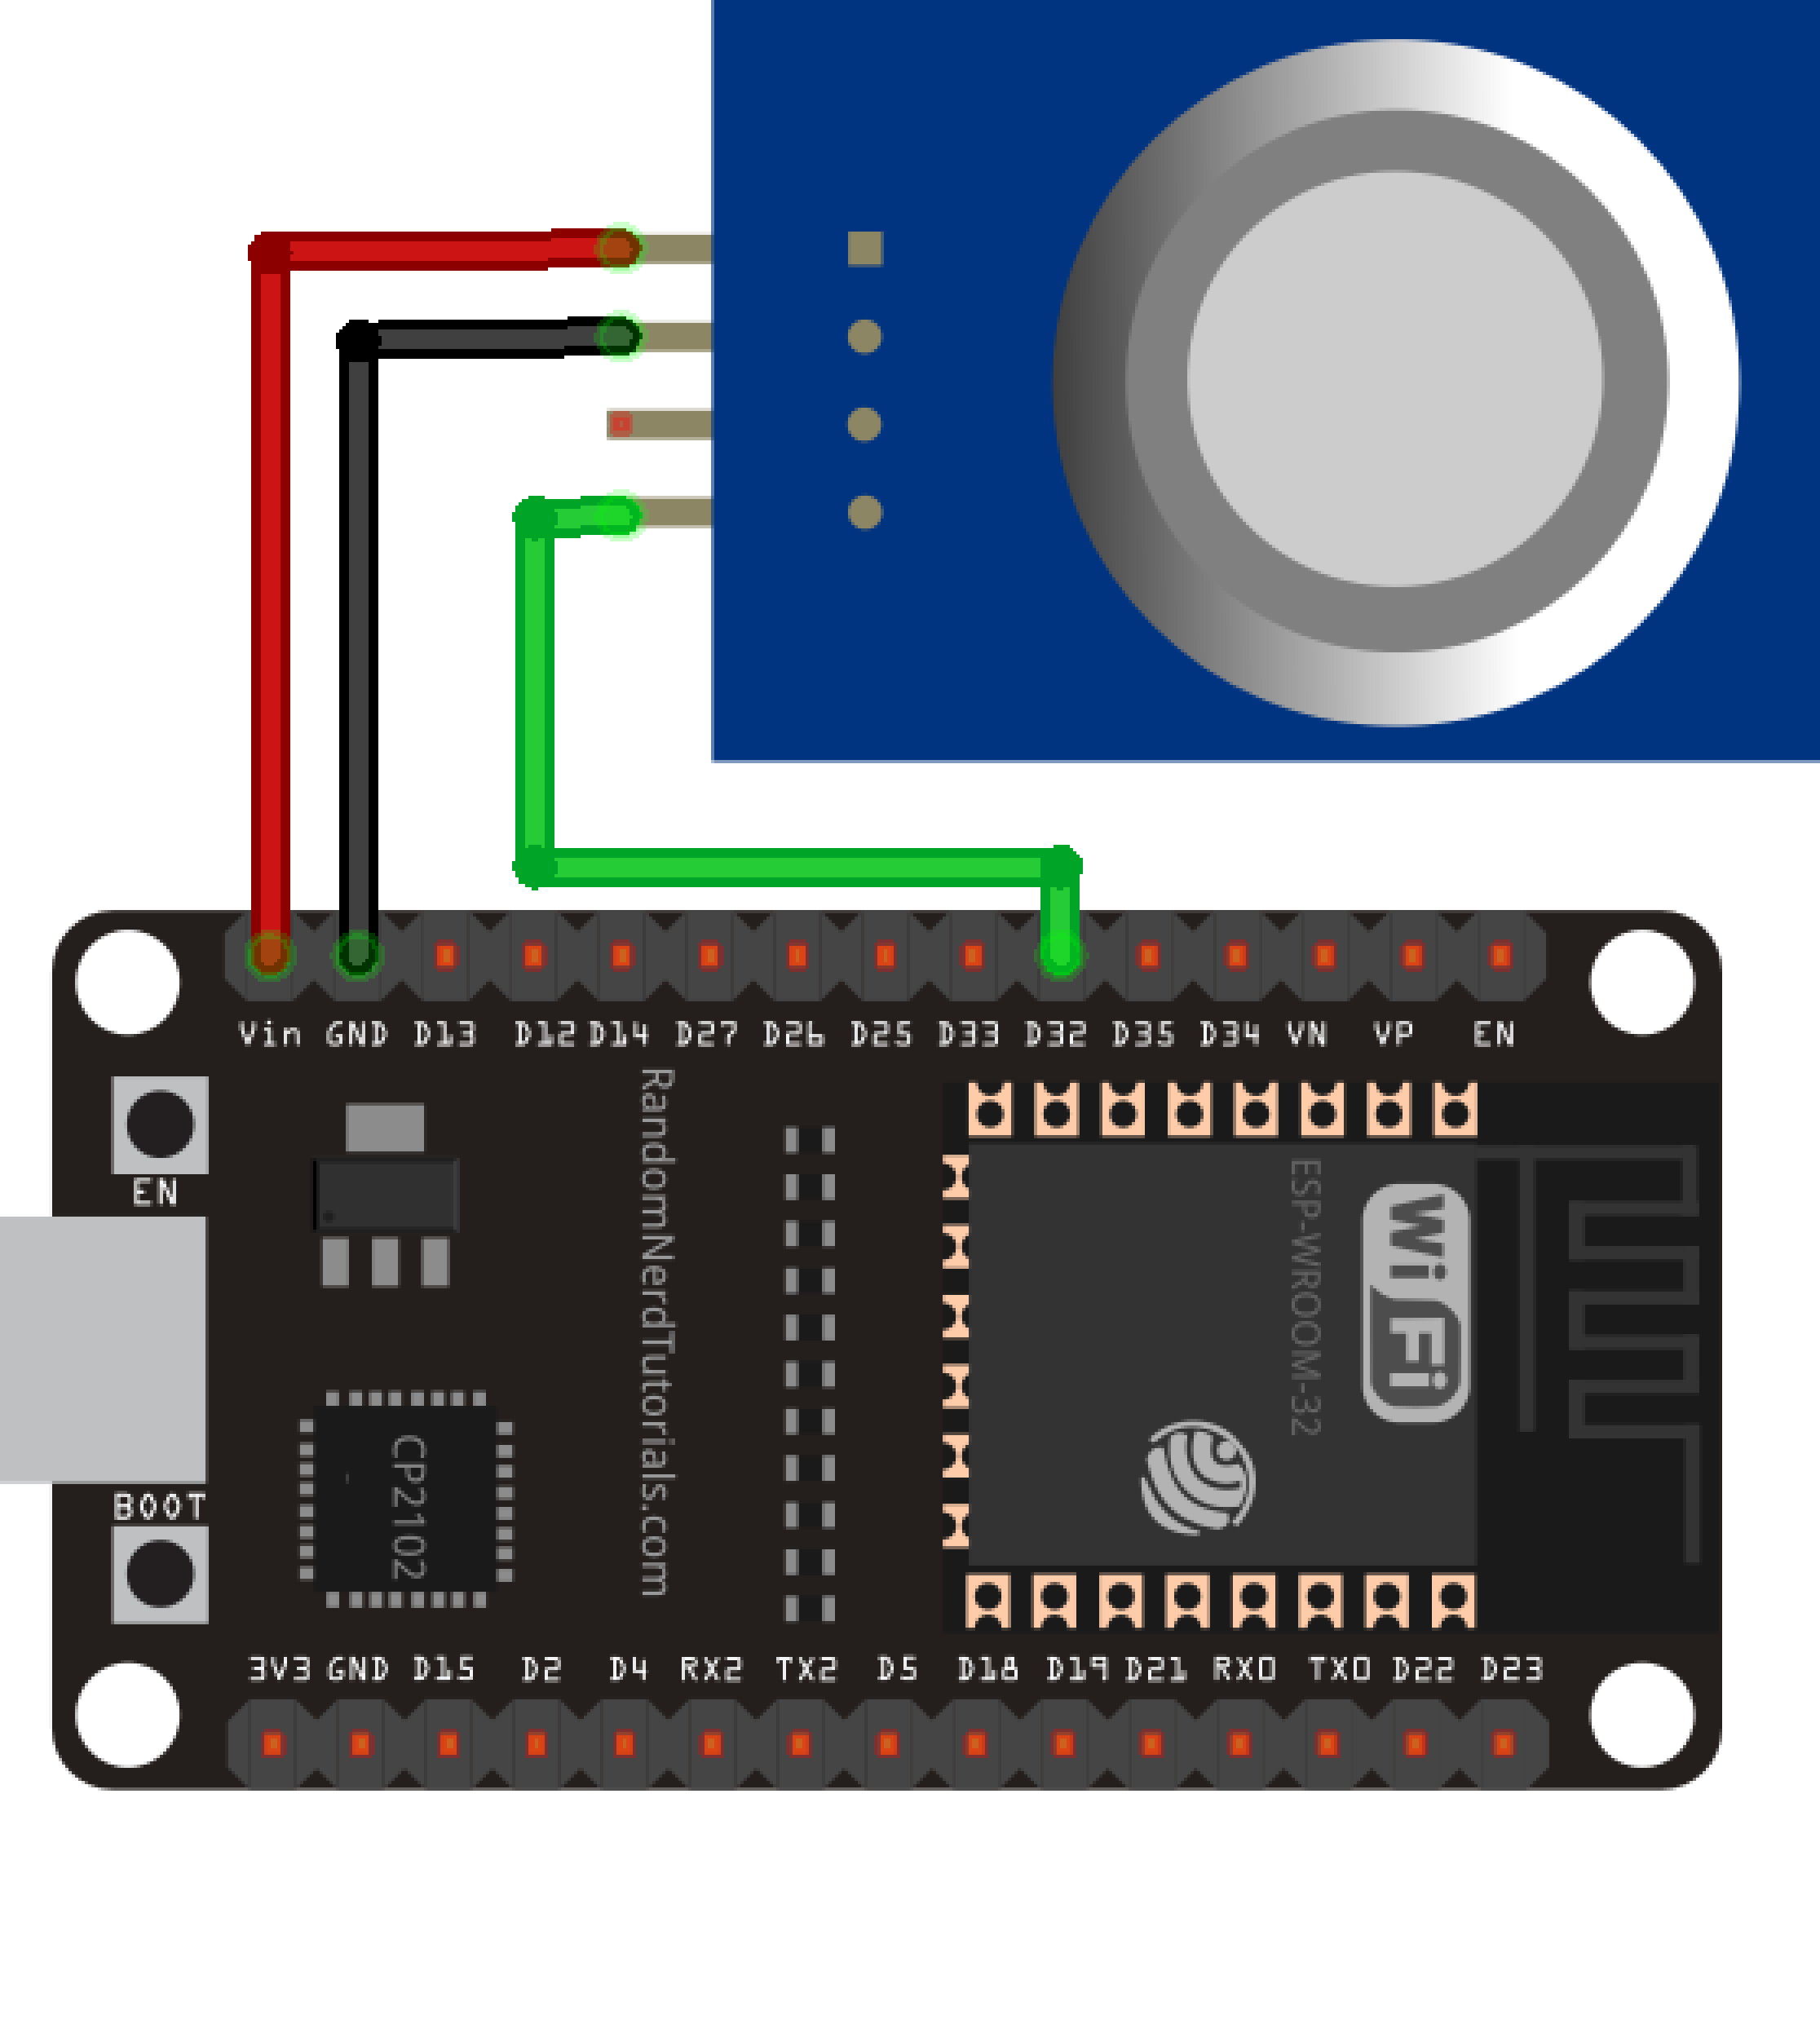 Vin GND D13 D12 D14 D27 D26 D25 D33 D32 D35 D34 VN VP EN
EN
BOOT
CP2102
RandomNerdTutorials.com
ESP-WROOM-32
WiFi
3V3 GND D15 D2 D4 RX2 TX2 D5 D18 D19 D21 RX0 TX0 D22 D23